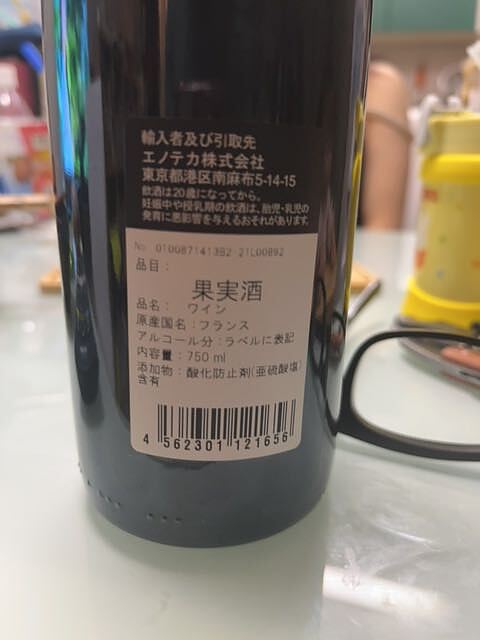 輸入者及び引取先
エノテカ株式会社
東京都港区南麻布5-14-15
飲酒は20歳になってから。
妊娠中や授乳期の飲酒は、胎児・乳児の
発育に悪影響を与えるおそれがあります。
No. 0100871413B2 21L00892
品目：
果実酒
品名： ワイン
原産国名：フランス
アルコール分：ラベルに表記
内容量：750 ml
添加物：酸化防止剤(亜硫酸塩)
含有
4 562301 121656